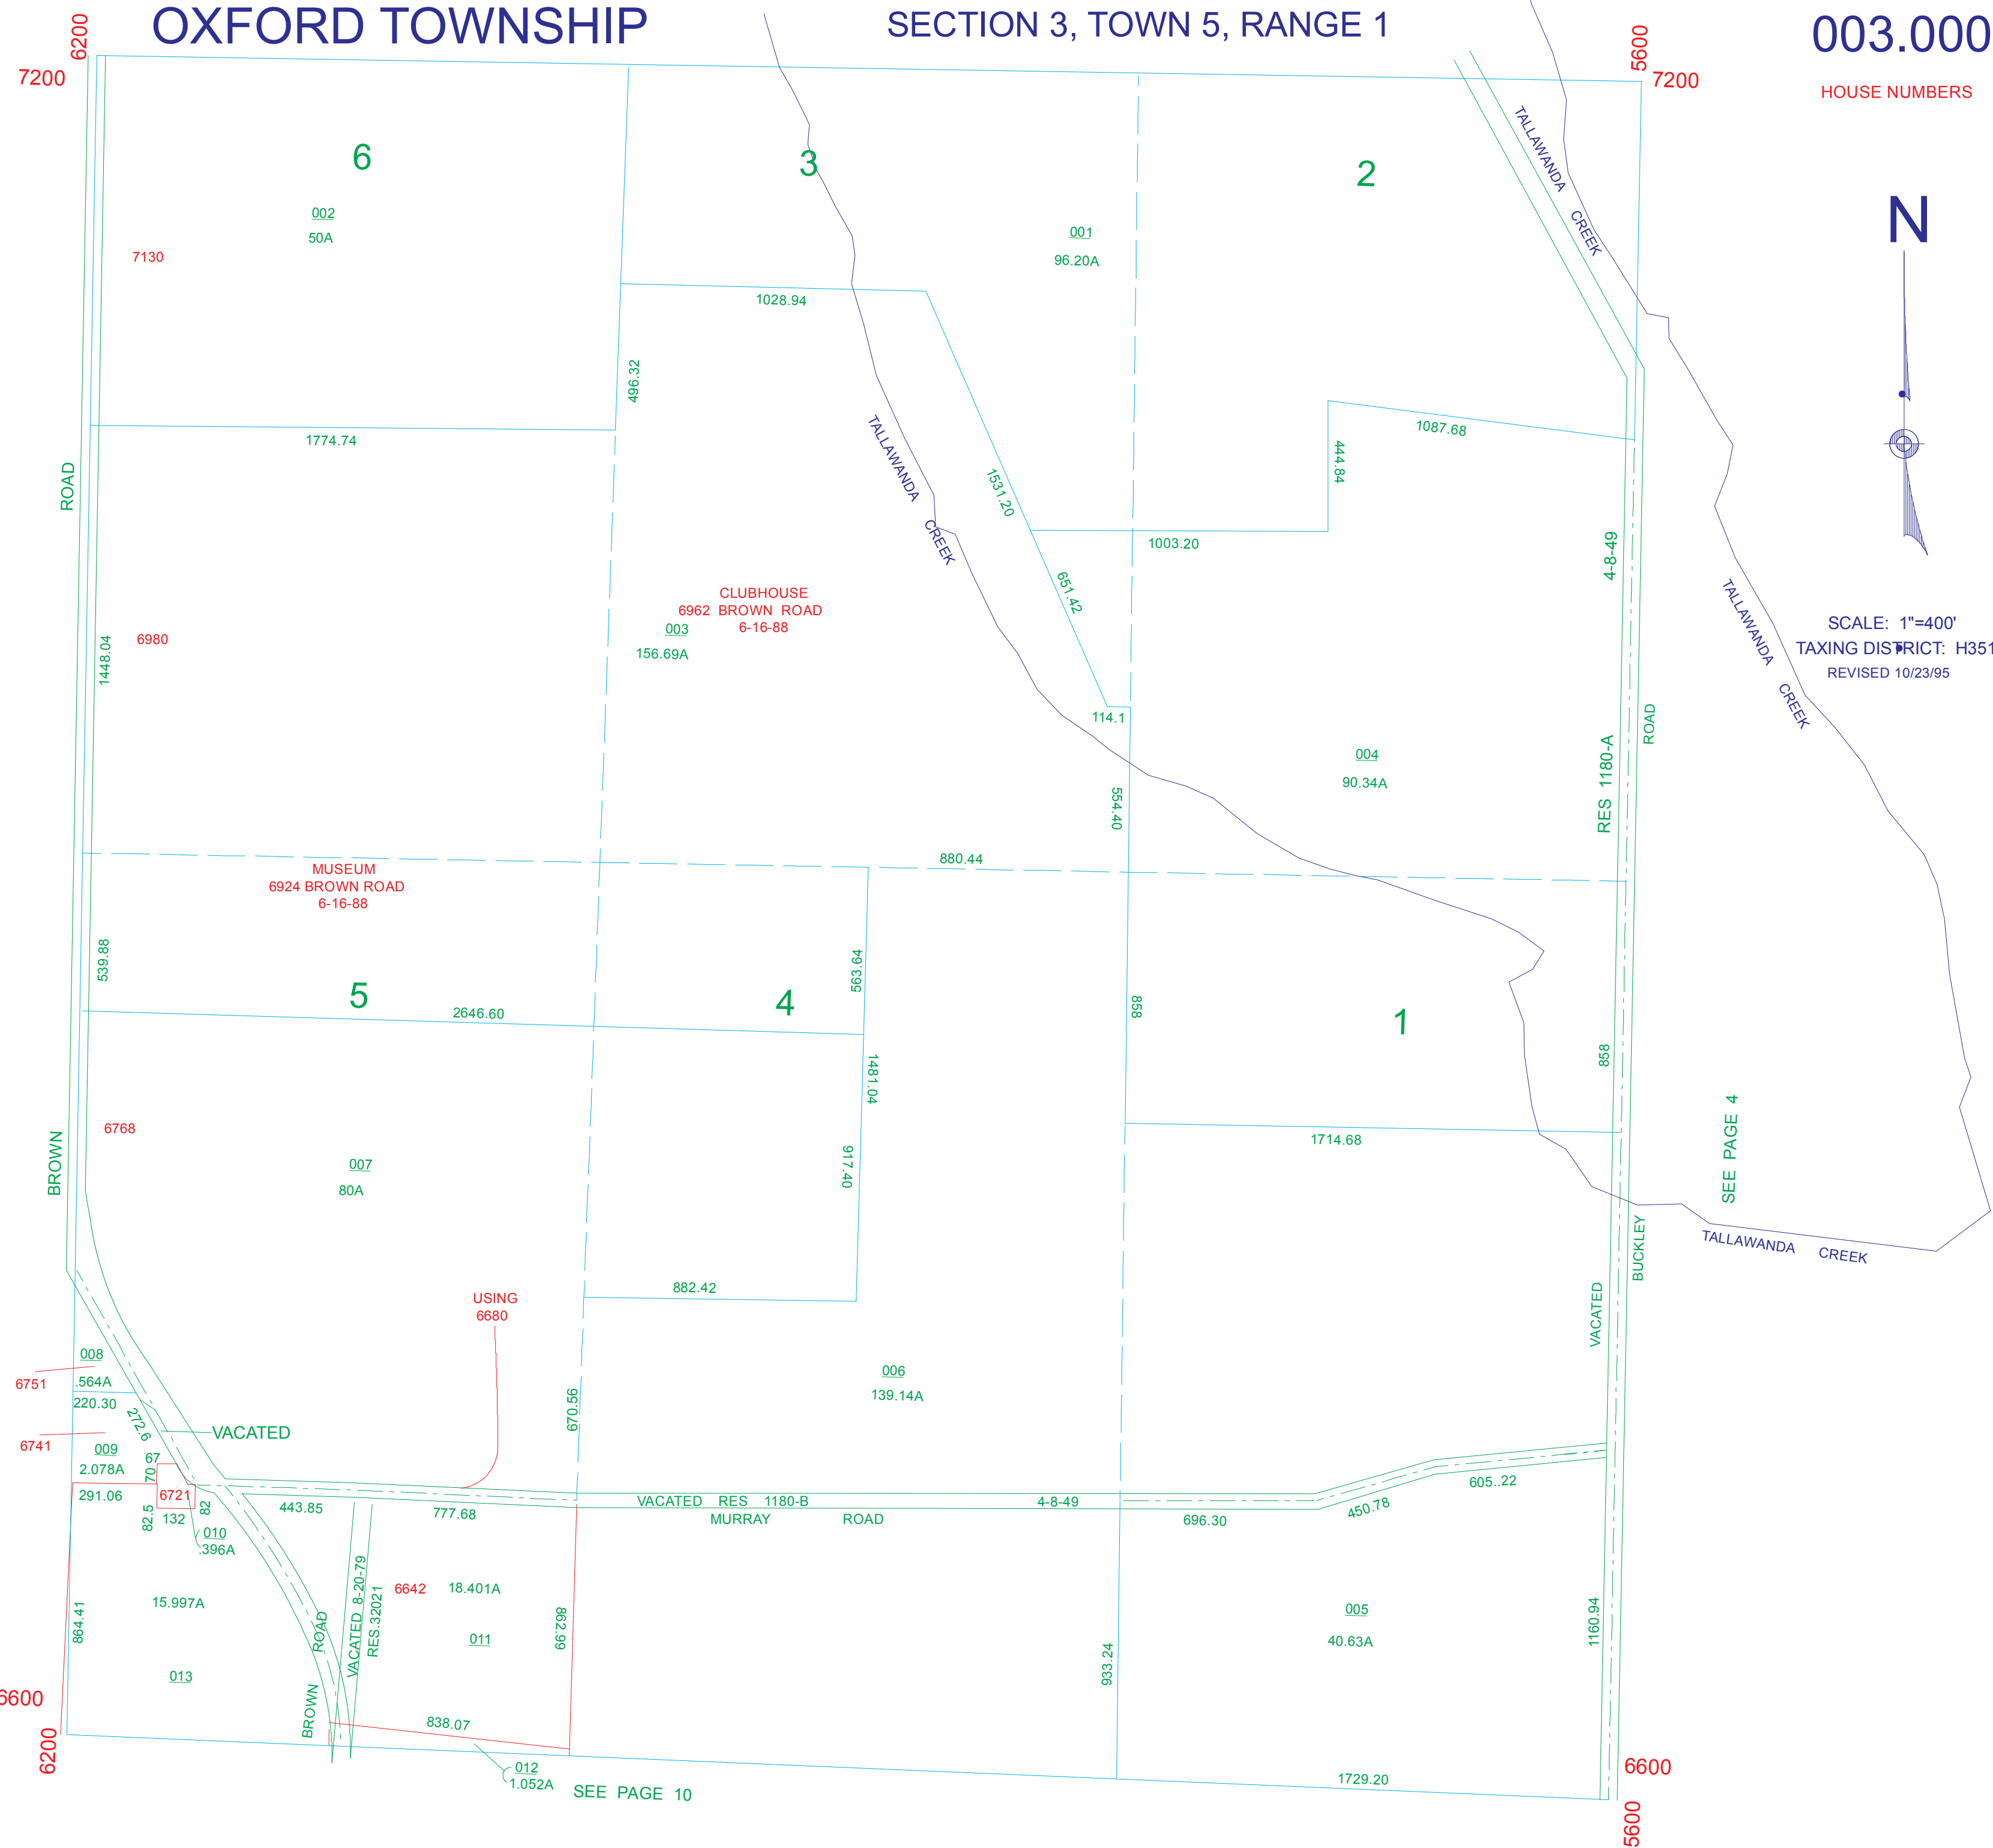 OXFORD TOWNSHIP
SECTION 3, TOWN 5, RANGE 1
003.000
HOUSE NUMBERS
6200
7200
5600
7200
N
SCALE: 1"=400'
TAXING DISTRICT: H351
REVISED 10/23/95
6
002
50A
7130
3
2
001
96.20A
TALLAWANDA
CREEK
1028.94
496.32
1774.74
ROAD
TALLAWANDA
CREEK
1531.20
1087.68
444.84
1003.20
4-8-49
651.42
CLUBHOUSE
6962 BROWN ROAD
6-16-88
003
156.69A
6980
1448.04
TALLAWANDA
CREEK
114.1
554.40
004
90.34A
RES 1180-A
ROAD
880.44
MUSEUM
6924 BROWN ROAD
6-16-88
539.88
593.64
5
2646.60
4
858
1
858
1481.04
6768
BROWN
007
80A
917.40
1714.68
SEE PAGE 4
BUCKLEY
TALLAWANDA
CREEK
882.42
USING
6680
VACATED
008
.564A
6751
220.30
272.6
VACATED
670.56
006
139.14A
6741
009
2.078A
67
70
291.06
6721
82.5
132
82
010
.396A
443.85
777.68
VACATED RES 1180-B
4-8-49
MURRAY
ROAD
696.30
450.78
605..22
864.41
15.997A
013
ROAD
BROWN
VACATED 8-20-79
RES.32021
6642
18.401A
011
862.99
933.24
005
40.63A
1160.94
6600
6200
838.07
012
1.052A
SEE PAGE 10
1729.20
6600
5600